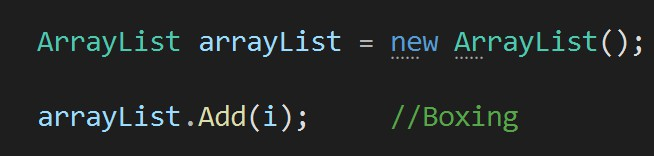 ArrayList arrayList = new ArrayList();
arrayList.Add(i);     //Boxing